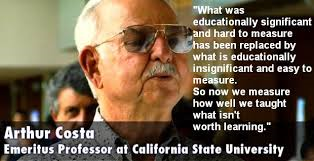 "What was
educationally significant
and hard to measure
has been replaced by
what is educationally
insignificant and easy to
measure.
So now we measure
how well we taught
what isn't
worth learning."
Arthur Costa
Emeritus Professor at California State University